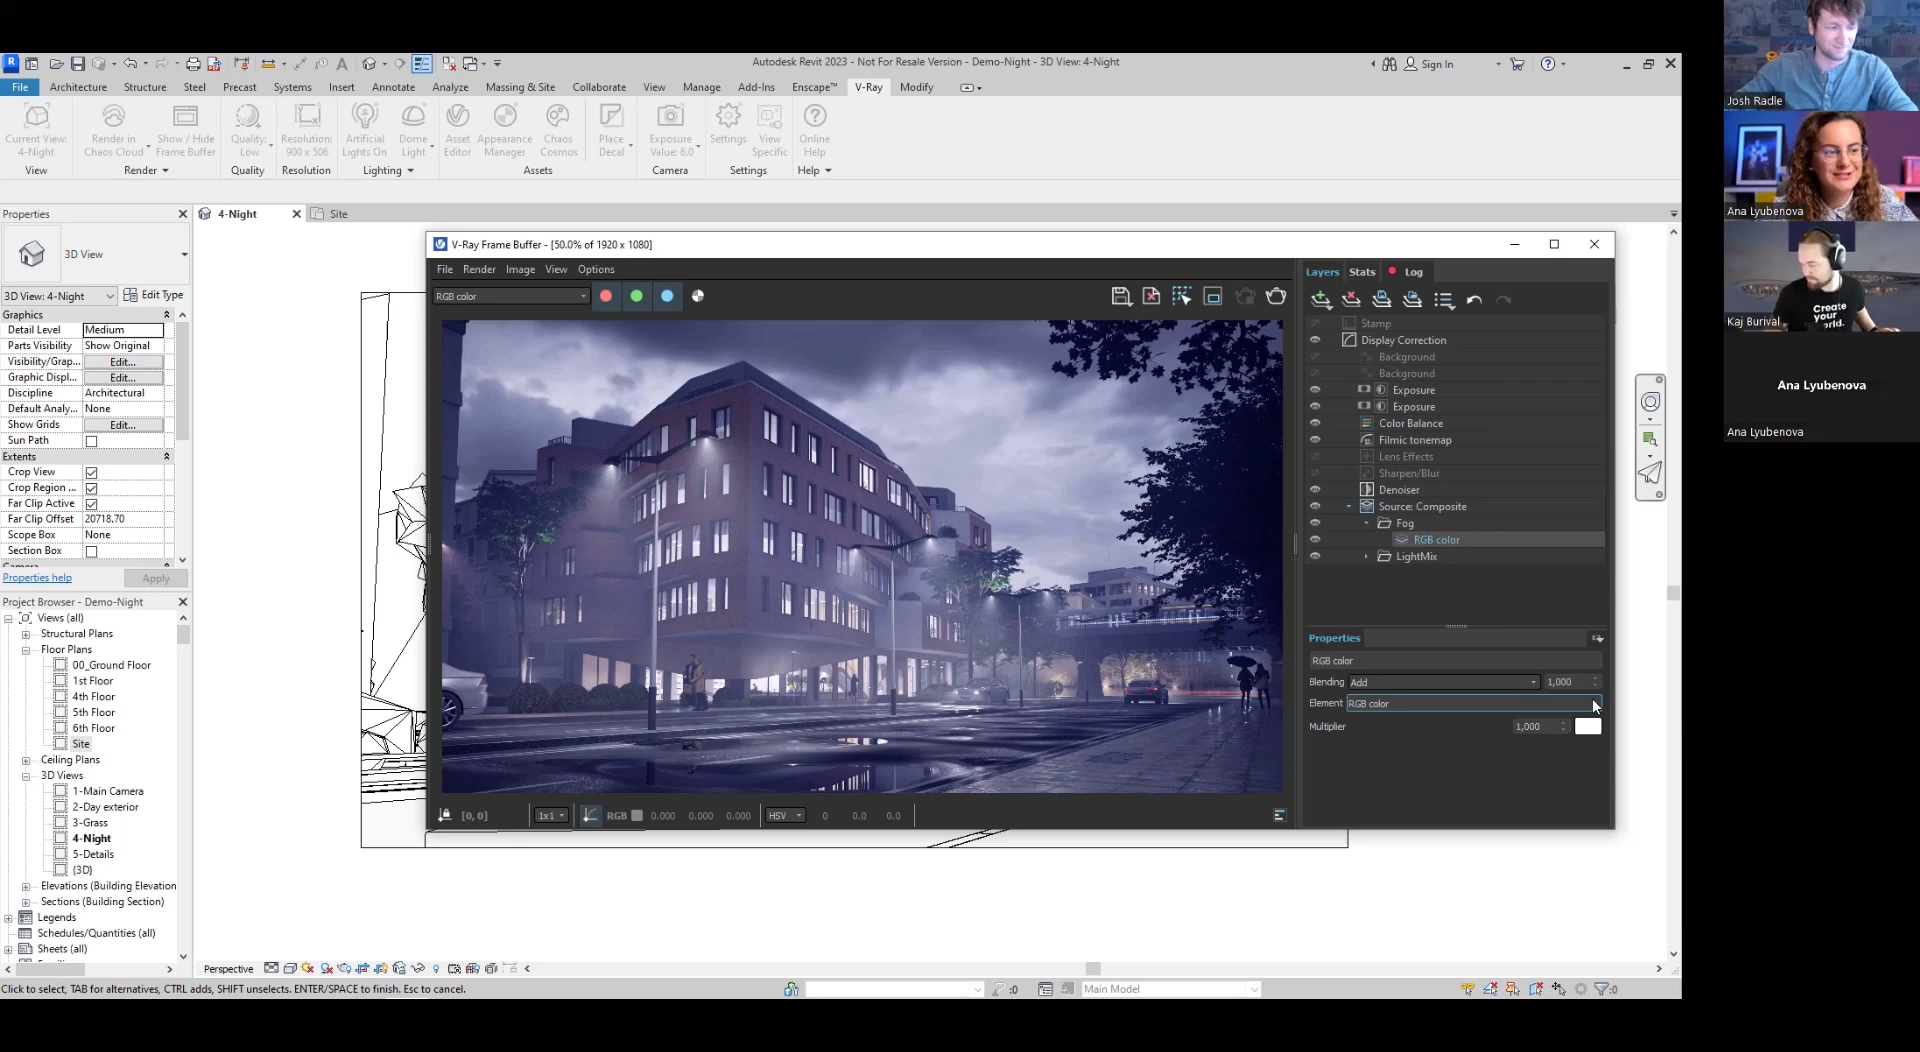 Autodesk Revit 2023 - Not For Resale Version - Demo-Night - 3D View: 4-Night
Sign In
File Architecture Structure Steel Precast Systems Insert Annotate Analyze Massing & Site Collaborate View Manage Add-Ins Enscape™ V-Ray Modify
Current View: 4-Night
Render in Chaos Cloud
Show / Hide Frame Buffer
Quality: Low
Resolution: 900 x 506
Artificial Lights On
Dome Light
Asset Editor
Appearance Manager
Chaos Cosmos
Place Decal
Exposure Value: 6.0
Settings
View Specific
Online Help
View Render Quality Resolution Lighting Assets Camera Settings Help
Properties
3D View
3D View: 4-Night Edit Type
Graphics
Detail Level Medium
Parts Visibility Show Original
Visibility/Grap... Edit...
Graphic Displ... Edit...
Discipline Architectural
Default Analy... None
Show Grids Edit...
Sun Path
Extents
Crop View
Crop Region ...
Far Clip Active
Far Clip Offset 20718.70
Scope Box None
Section Box
Properties help Apply
Project Browser - Demo-Night
Views (all)
Structural Plans
Floor Plans
00_Ground Floor
1st Floor
4th Floor
5th Floor
6th Floor
Site
Ceiling Plans
3D Views
1-Main Camera
2-Day exterior
3-Grass
4-Night
5-Details
{3D}
Elevations (Building Elevation
Sections (Building Section)
Legends
Schedules/Quantities (all)
Sheets (all)
4-Night Site
V-Ray Frame Buffer - [50.0% of 1920 x 1080]
File Render Image View Options
RGB color
[0, 0] 1x1 RGB 0.000 0.000 0.000 HSV 0 0.0 0.0
Layers Stats Log
Stamp
Display Correction
Background
Background
Exposure
Exposure
Color Balance
Filmic tonemap
Lens Effects
Sharpen/Blur
Denoiser
Source: Composite
Fog
RGB color
LightMix
Properties
RGB color
Blending Add 1,000
Element RGB color
Multiplier 1,000
Perspective
Click to select, TAB for alternatives, CTRL adds, SHIFT unselects. ENTER/SPACE to finish. Esc to cancel.
:0
Main Model
:0
Josh Radle
Ana Lyubenova
Create your world.
Kaj Burival
Ana Lyubenova
Ana Lyubenova